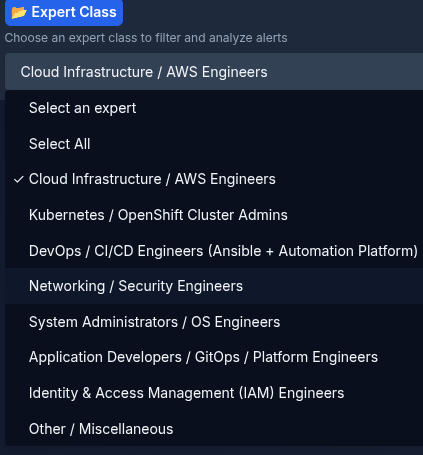 📂 Expert Class
Choose an expert class to filter and analyze alerts
Cloud Infrastructure / AWS Engineers
Select an expert
Select All
✓ Cloud Infrastructure / AWS Engineers
Kubernetes / OpenShift Cluster Admins
DevOps / CI/CD Engineers (Ansible + Automation Platform)
Networking / Security Engineers
System Administrators / OS Engineers
Application Developers / GitOps / Platform Engineers
Identity & Access Management (IAM) Engineers
Other / Miscellaneous